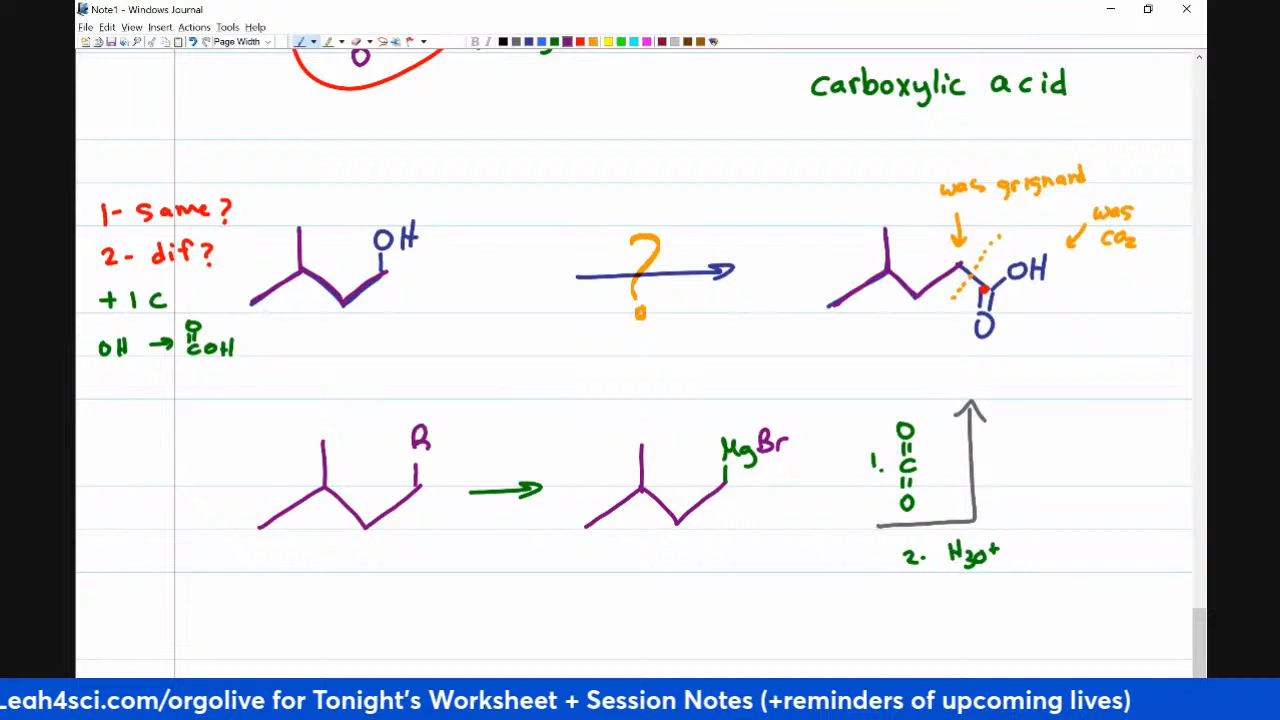 Note1 - Windows Journal
File Edit View Insert Actions Tools Help
Page Width
B I
O
carboxylic acid
was grignard
was
CO2
1- same?
2- dif?
+ 1 C
OH → O
COH
OH
?
OH
O
MgBr
1. O
C
O
2. H3O+
Leah4sci.com/orgolive for Tonight's Worksheet + Session Notes (+reminders of upcoming lives)